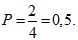 P = 2/4 = 0,5.